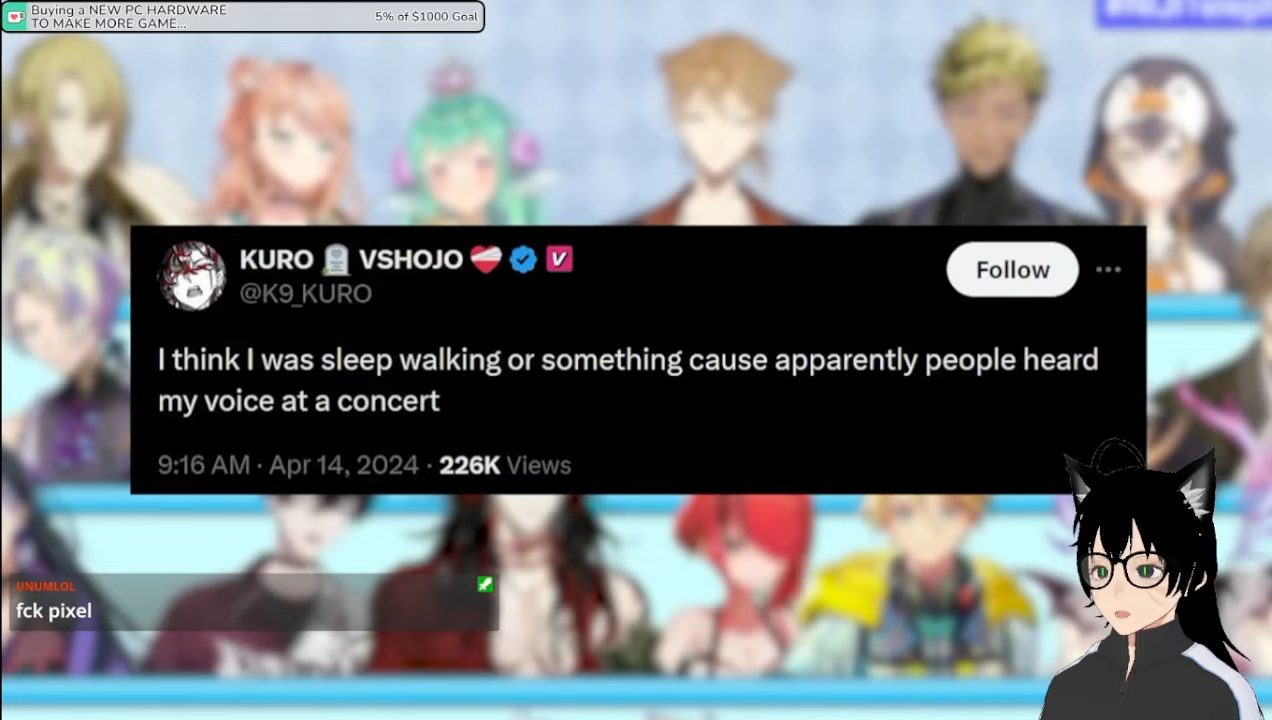 Buying a NEW PC HARDWARE
TO MAKE MORE GAME...
5% of $1000 Goal
KURO 🪦 VSHOJO
@K9_KURO
Follow
I think I was sleep walking or something cause apparently people heard
my voice at a concert
9:16 AM · Apr 14, 2024 · 226K Views
UNUMLOL
fck pixel